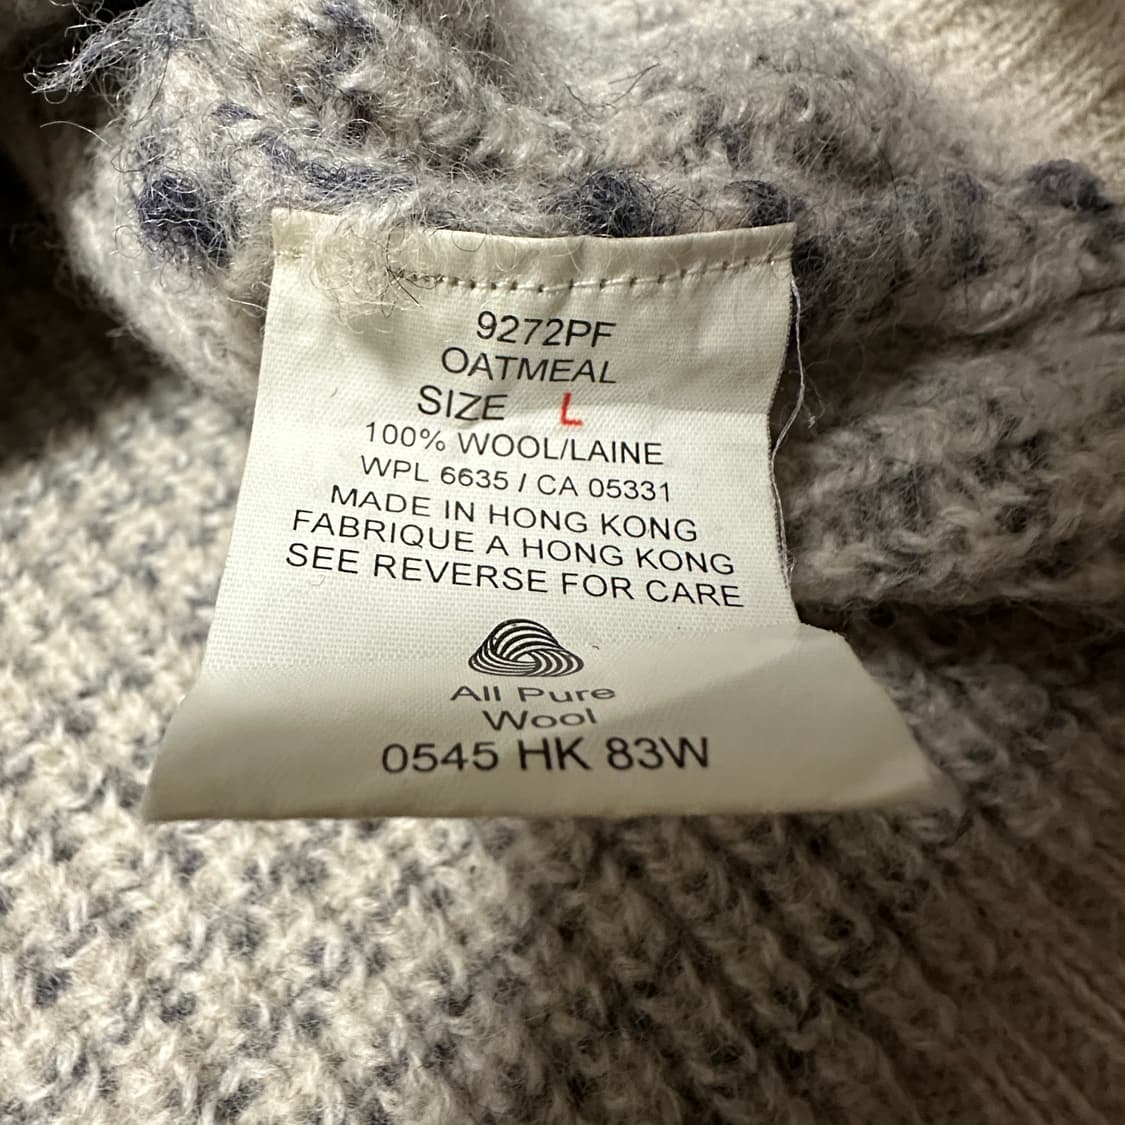 9272PF
OATMEAL
SIZE L
100% WOOL/LAINE
WPL 6635 / CA 05331
MADE IN HONG KONG
FABRIQUE A HONG KONG
SEE REVERSE FOR CARE
All Pure
Wool
0545 HK 83W